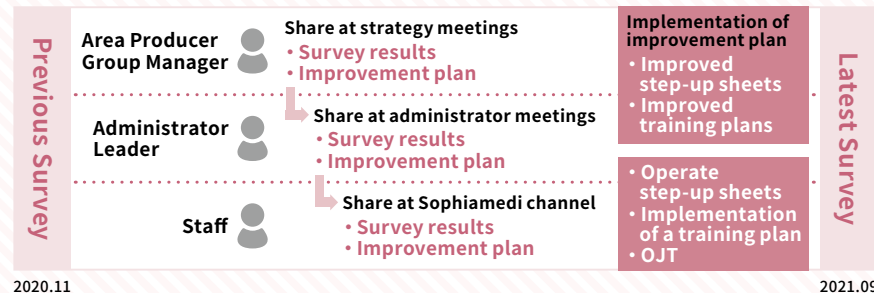 Previous Survey
Area Producer
Group Manager
Share at strategy meetings
・Survey results
・Improvement plan
Administrator
Leader
Share at administrator meetings
・Survey results
・Improvement plan
Staff
Share at Sophiamedi channel
・Survey results
・Improvement plan
Implementation of
improvement plan
・Improved
step-up sheets
・Improved
training plans
・Operate
step-up sheets
・Implementation
of a training plan
・OJT
Latest Survey
2020.11
2021.09